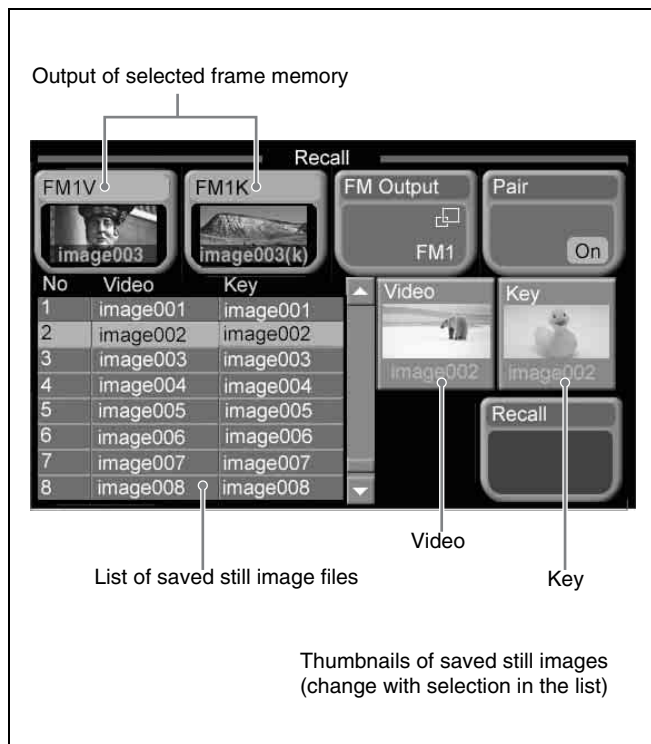 Output of selected frame memory
Recall
FM1V FM1K FM Output Pair
image003 image003(k) FM1 On
No Video Key Video Key
1 image001 image001
2 image002 image002
3 image003 image003
image002 image002
4 image004 image004
5 image005 image005
Recall
6 image006 image006
7 image007 image007
8 image008 image008
Video
List of saved still image files Key
Thumbnails of saved still images
(change with selection in the list)